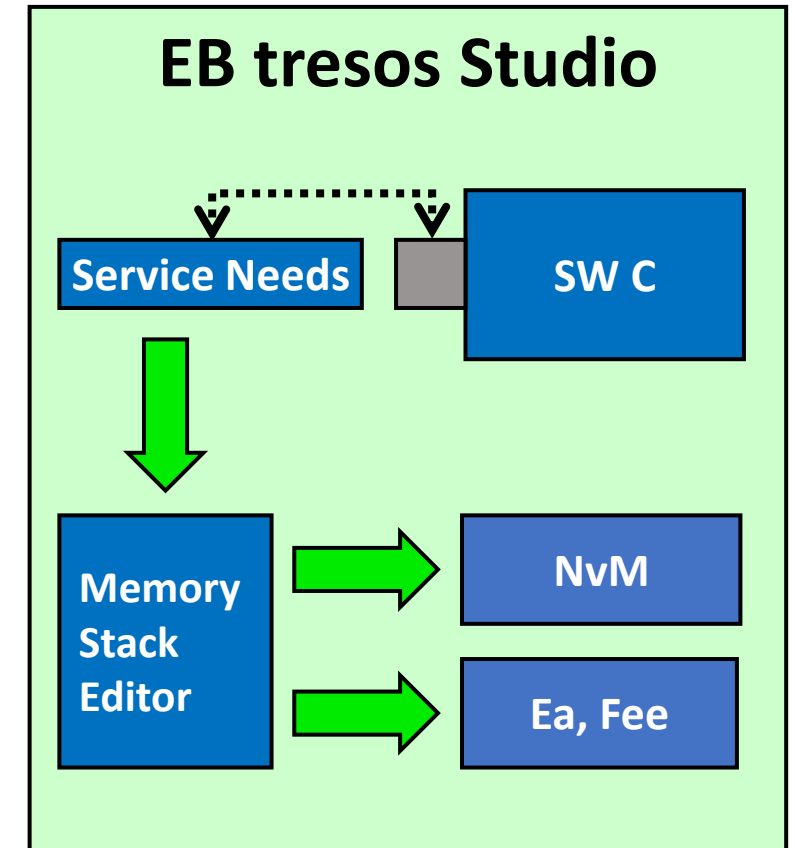 EB tresos Studio
Service Needs
SW C
Memory
Stack
Editor
NvM
Ea, Fee